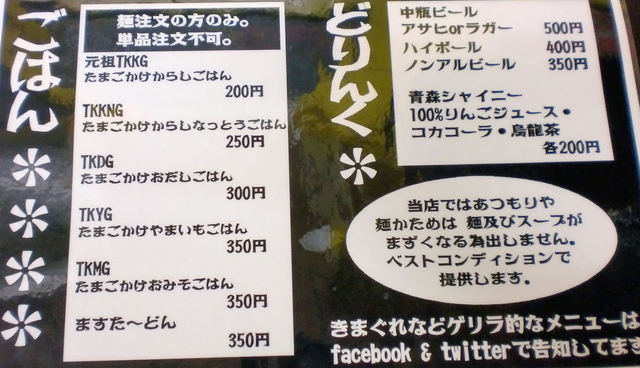 ごはん
麺注文の方のみ。
単品注文不可。
元祖TKKG
たまごかけからしごはん
200円
TKKNG
たまごかけからしなっとうごはん
250円
TKDG
たまごかけおだしごはん
300円
TKYG
たまごかけやまいもごはん
350円
TKMG
たまごかけおみそごはん
350円
ますた〜どん
350円
どりんく
中瓶ビール
アサヒorラガー 500円
ハイボール 400円
ノンアルビール 350円
青森シャイニー
100%りんごジュース・
コカコーラ・烏龍茶
各200円
当店ではあつもりや
麺かためは 麺及びスープが
まずくなる為出しません。
ベストコンディションで
提供します。
きまぐれなどゲリラ的なメニューは
facebook & twitterで告知してます